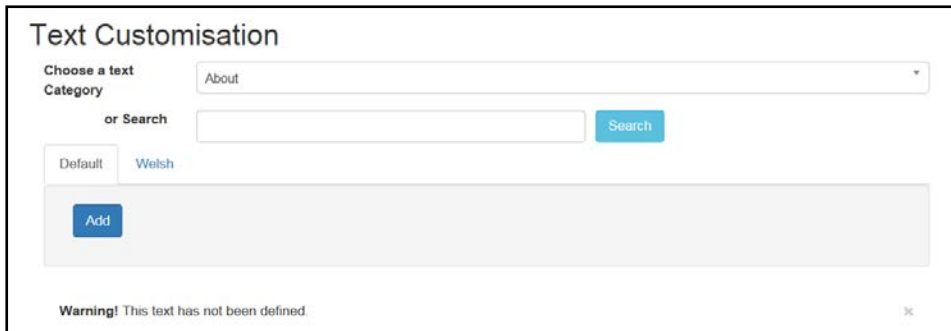 Text Customisation
Choose a text
Category
About
or Search
Search
Default Welsh
Add
Warning! This text has not been defined.